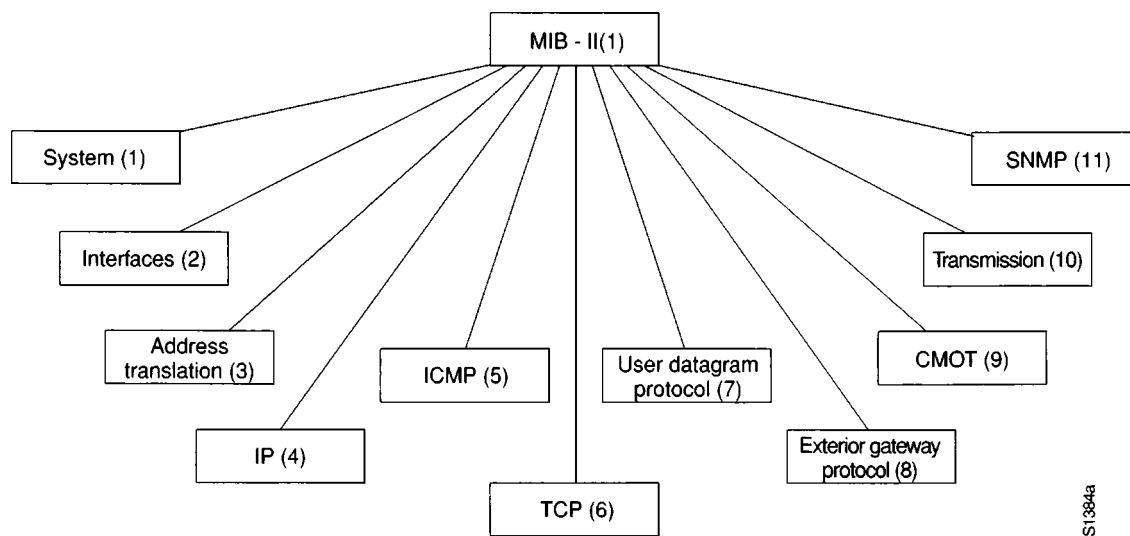 MIB - II(1)
System (1)
SNMP (11)
Interfaces (2)
Transmission (10)
Address
translation (3)
ICMP (5)
User datagram
protocol (7)
CMOT (9)
IP (4)
Exterior gateway
protocol (8)
TCP (6)
S1384a